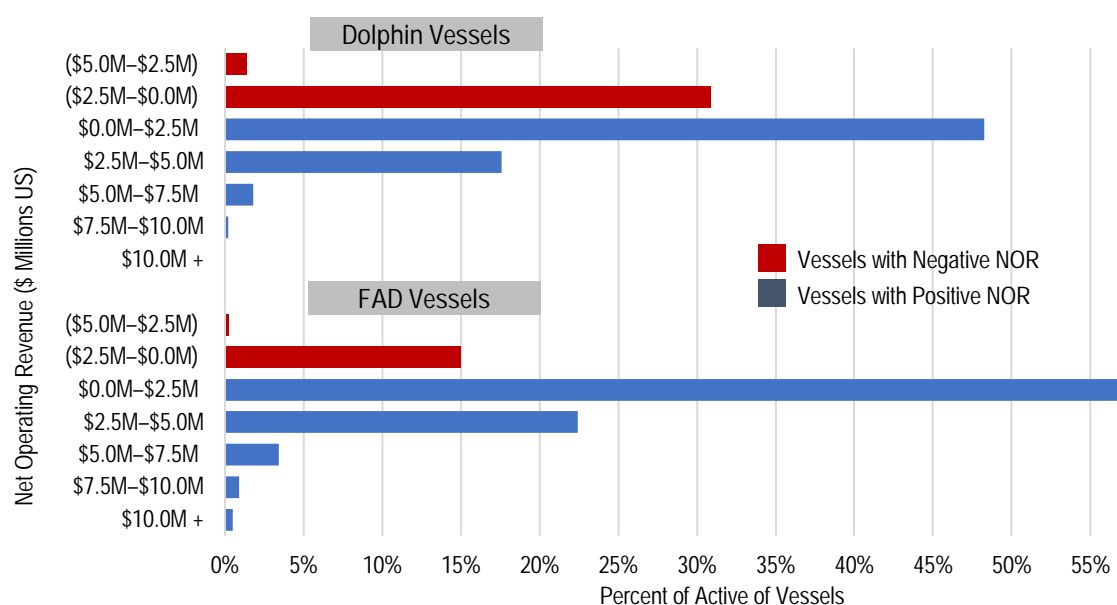 Dolphin Vessels
($5.0M–$2.5M)
($2.5M–$0.0M)
$0.0M–$2.5M
$2.5M–$5.0M
$5.0M–$7.5M
$7.5M–$10.0M
$10.0M +
Vessels with Negative NOR
Vessels with Positive NOR
FAD Vessels
($5.0M–$2.5M)
($2.5M–$0.0M)
$0.0M–$2.5M
$2.5M–$5.0M
$5.0M–$7.5M
$7.5M–$10.0M
$10.0M +
Net Operating Revenue ($ Millions US)
0% 5% 10% 15% 20% 25% 30% 35% 40% 45% 50% 55%
Percent of Active of Vessels